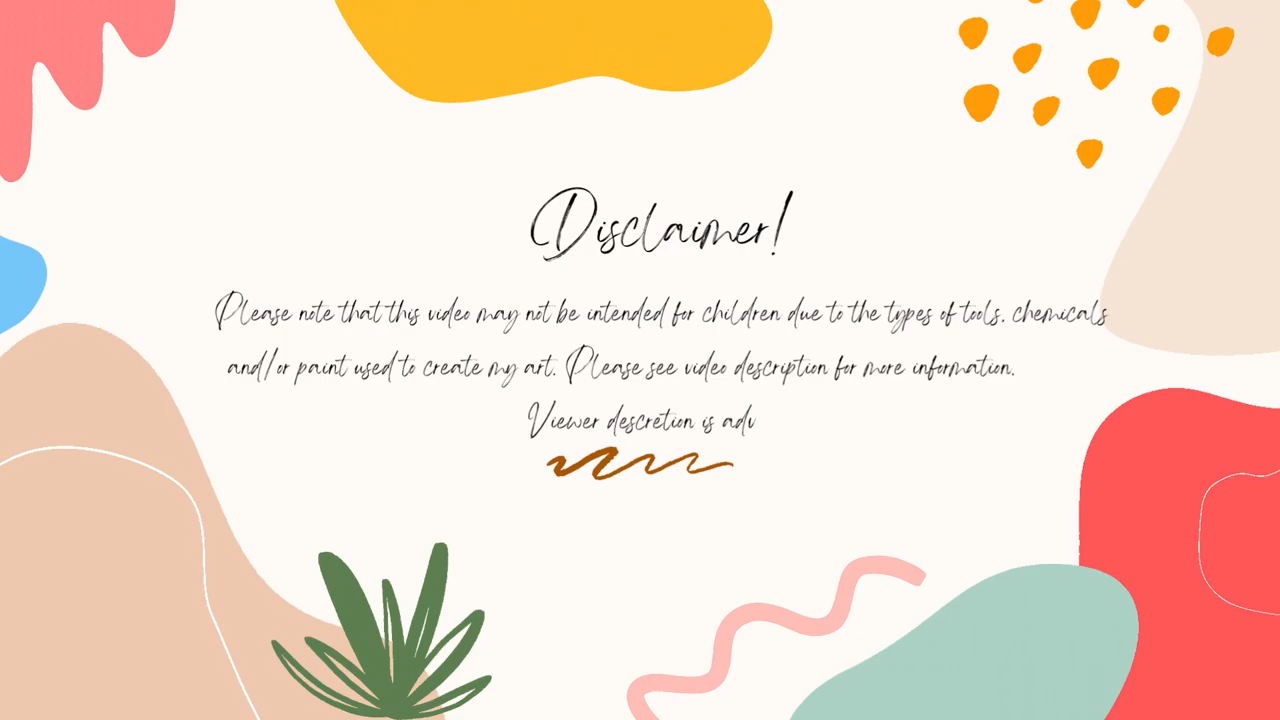 Disclaimer!
Please note that this video may not be intended for children due to the types of tools, chemicals
and/or paint used to create my art. Please see video description for more information.
Viewer descretion is adv